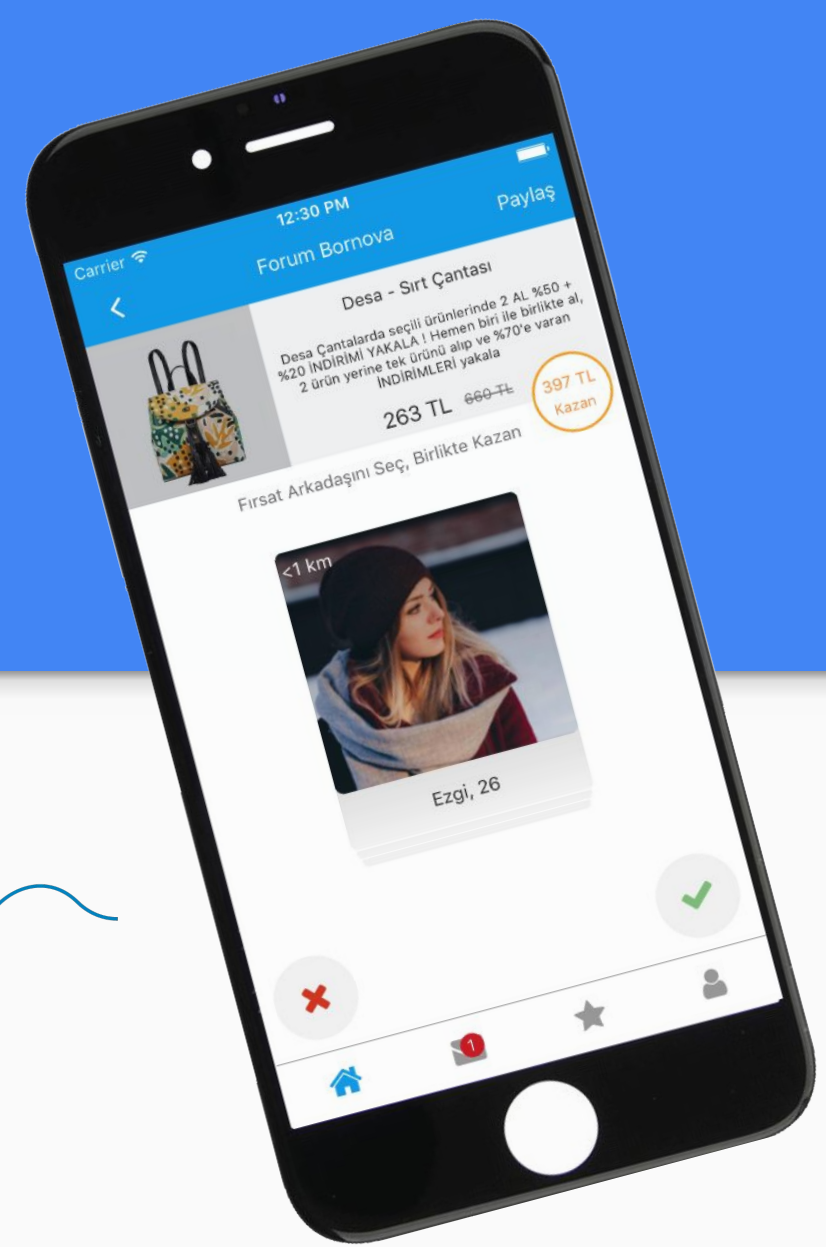 Carrier
12:30 PM
Forum Bornova
Paylaş
Desa - Sırt Çantası
Desa Çantalarda seçili ürünlerinde 2 AL %50 +
%20 İNDİRİMİ YAKALA ! Hemen biri ile birlikte al,
2 ürün yerine tek ürünü alıp ve %70'e varan
İNDİRİMLERİ yakala
263 TL 660 TL
397 TL
Kazan
Fırsat Arkadaşını Seç, Birlikte Kazan
<1 km
Ezgi, 26
1